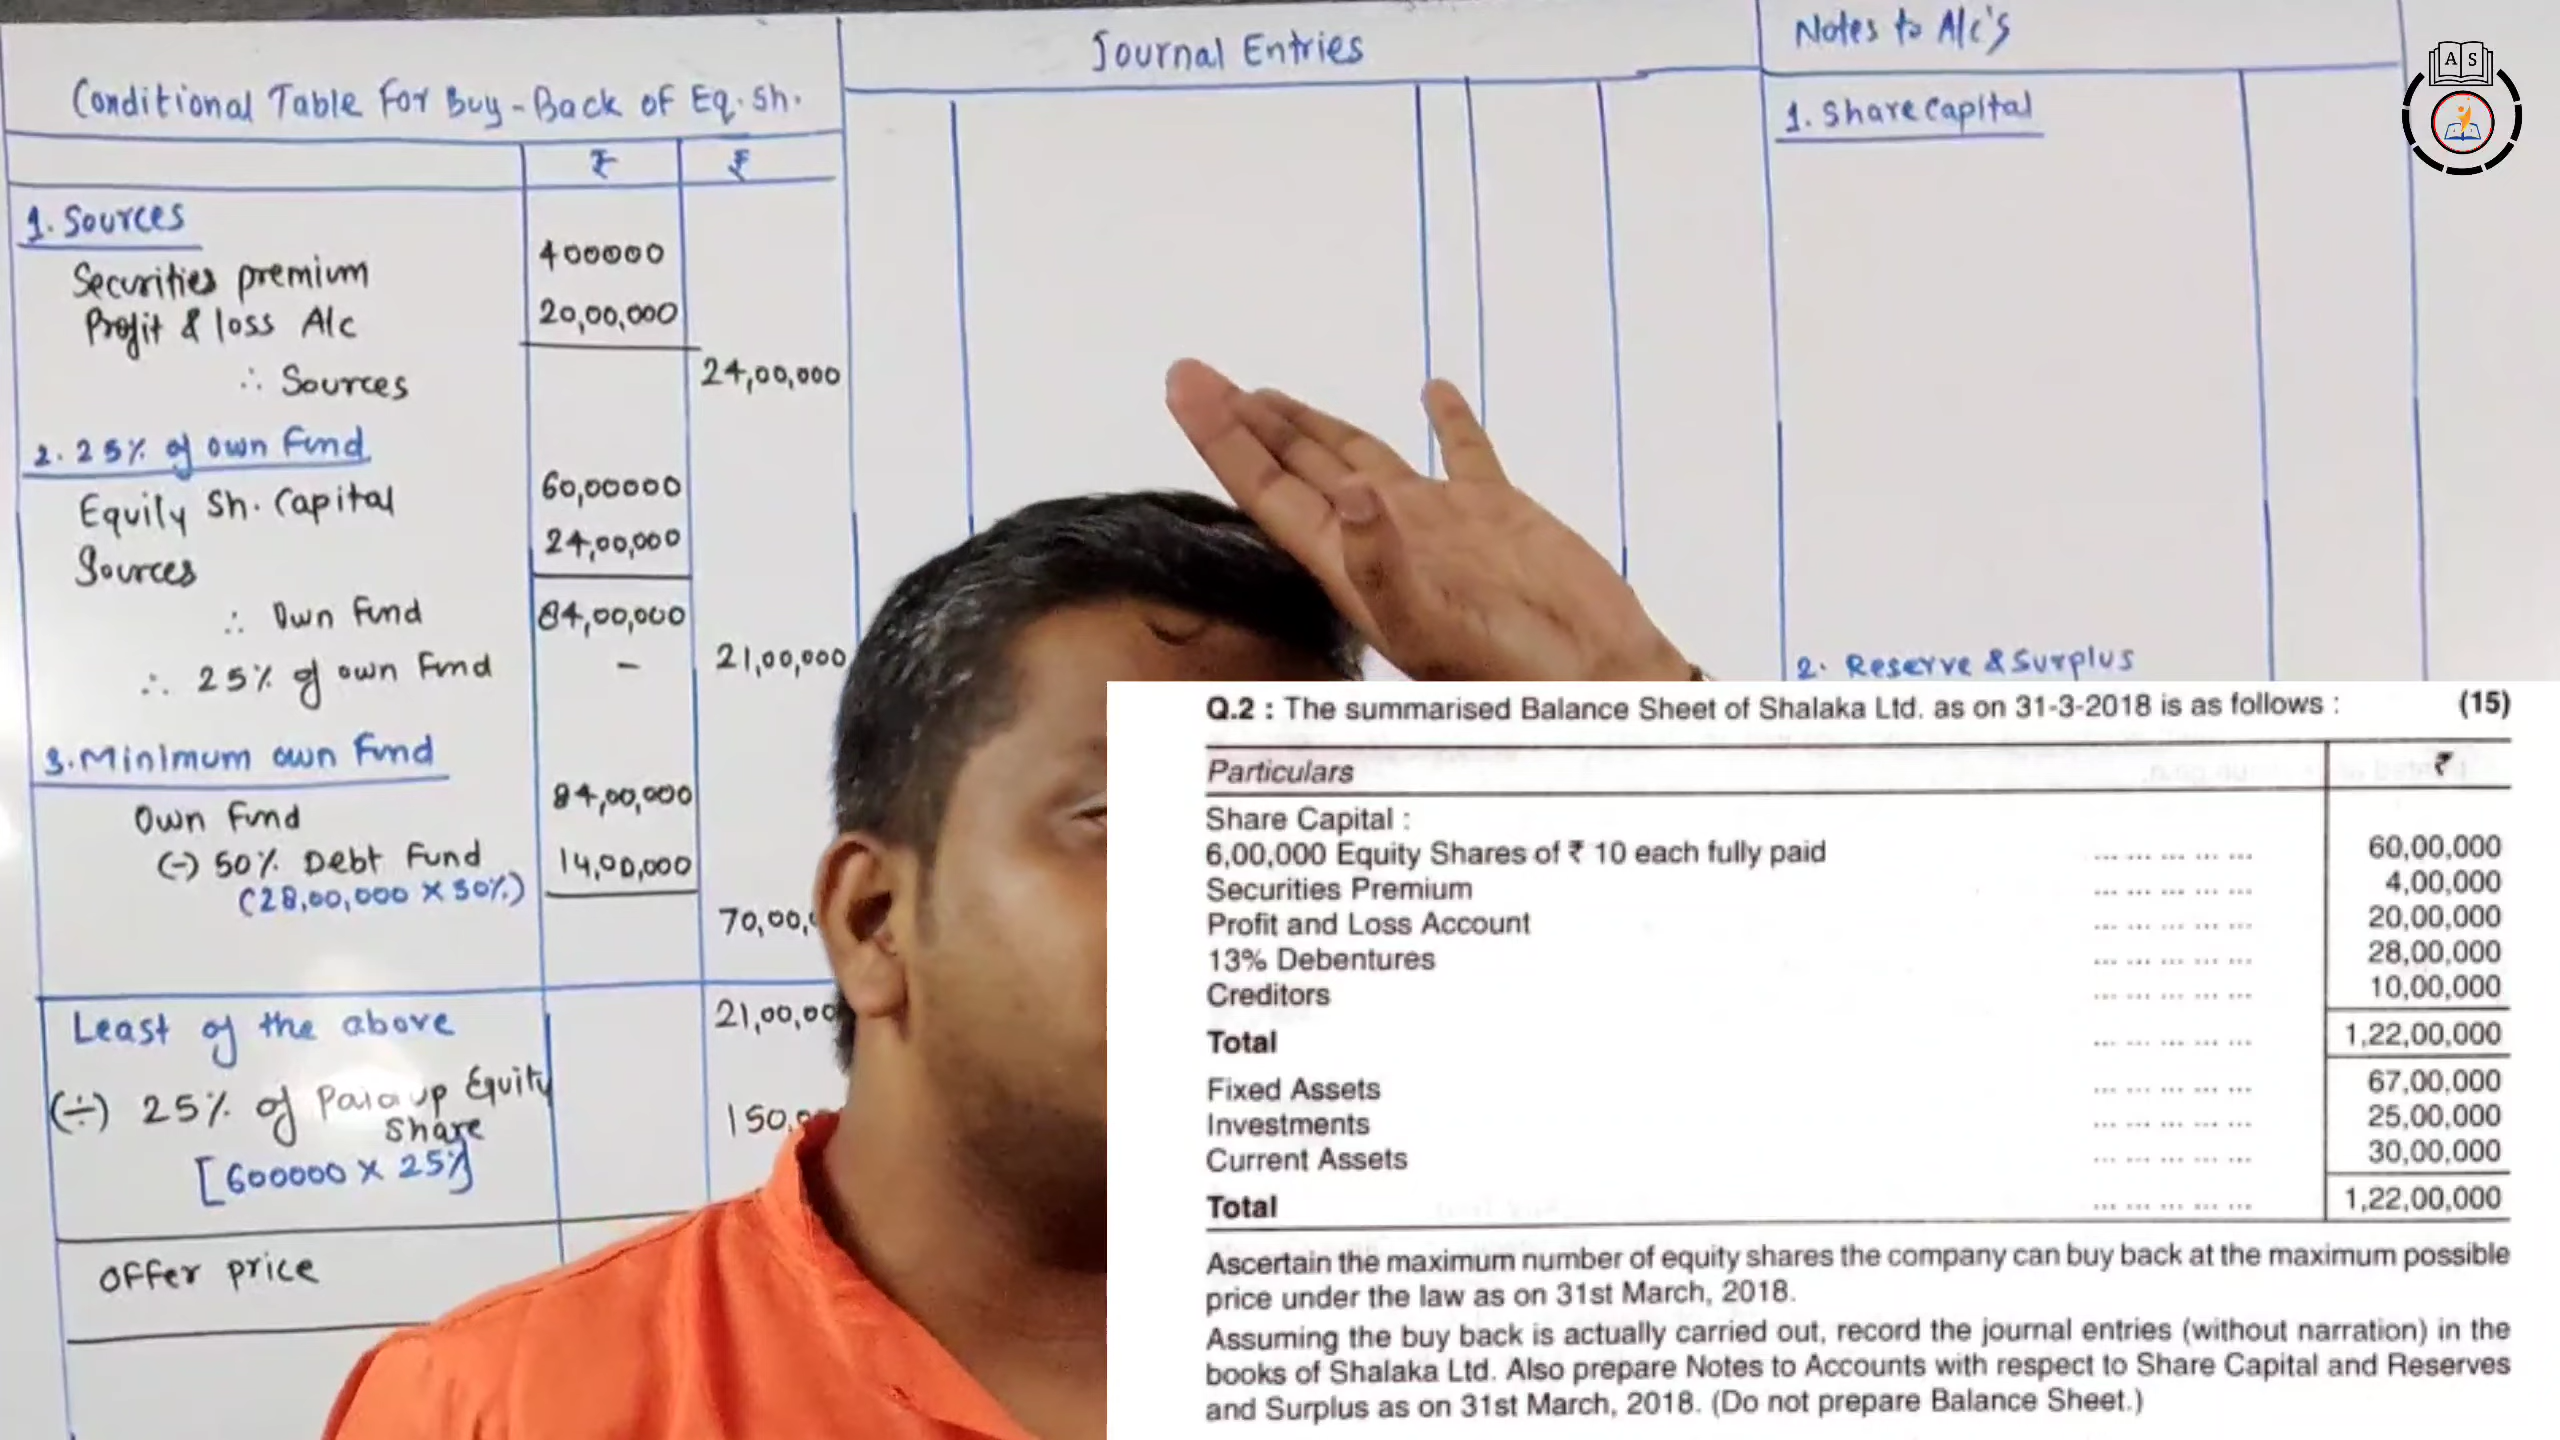 Conditional Table For Buy-Back of Eq. Sh.
₹ ₹
1. Sources
Securities premium 400000
Profit & loss A/c 20,00,000
∴ Sources 24,00,000
2. 25% of own Fund
Equity Sh. Capital 60,00000
Sources 24,00,000
∴ Own Fund 84,00,000
∴ 25% of own Fund - 21,00,000
3. Minimum own Fund
Own Fund 84,00,000
(-) 50% Debt Fund 14,00,000
(28,00,000 X 50%)
70,00,
Least of the above 21,00,00
(÷) 25% of Paid up Equity Share 150,
[600000 X 25%]
Offer price
Journal Entries
Notes to A/c's
1. Share Capital
2. Reserve & Surplus
A S
Q.2 : The summarised Balance Sheet of Shalaka Ltd. as on 31-3-2018 is as follows : (15)
Particulars ₹
Share Capital :
6,00,000 Equity Shares of ₹ 10 each fully paid ... ... ... ... ... 60,00,000
Securities Premium ... ... ... ... ... 4,00,000
Profit and Loss Account ... ... ... ... ... 20,00,000
13% Debentures ... ... ... ... ... 28,00,000
Creditors ... ... ... ... ... 10,00,000
Total ... ... ... ... ... 1,22,00,000
Fixed Assets ... ... ... ... ... 67,00,000
Investments ... ... ... ... ... 25,00,000
Current Assets ... ... ... ... ... 30,00,000
Total ... ... ... ... ... 1,22,00,000
Ascertain the maximum number of equity shares the company can buy back at the maximum possible
price under the law as on 31st March, 2018.
Assuming the buy back is actually carried out, record the journal entries (without narration) in the
books of Shalaka Ltd. Also prepare Notes to Accounts with respect to Share Capital and Reserves
and Surplus as on 31st March, 2018. (Do not prepare Balance Sheet.)